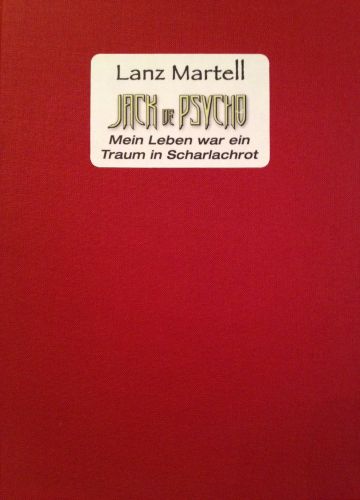 Lanz Martell
JACK DE PSYCHO
Mein Leben war ein
Traum in Scharlachrot